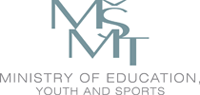 MŠMT
MINISTRY OF EDUCATION,
YOUTH AND SPORTS